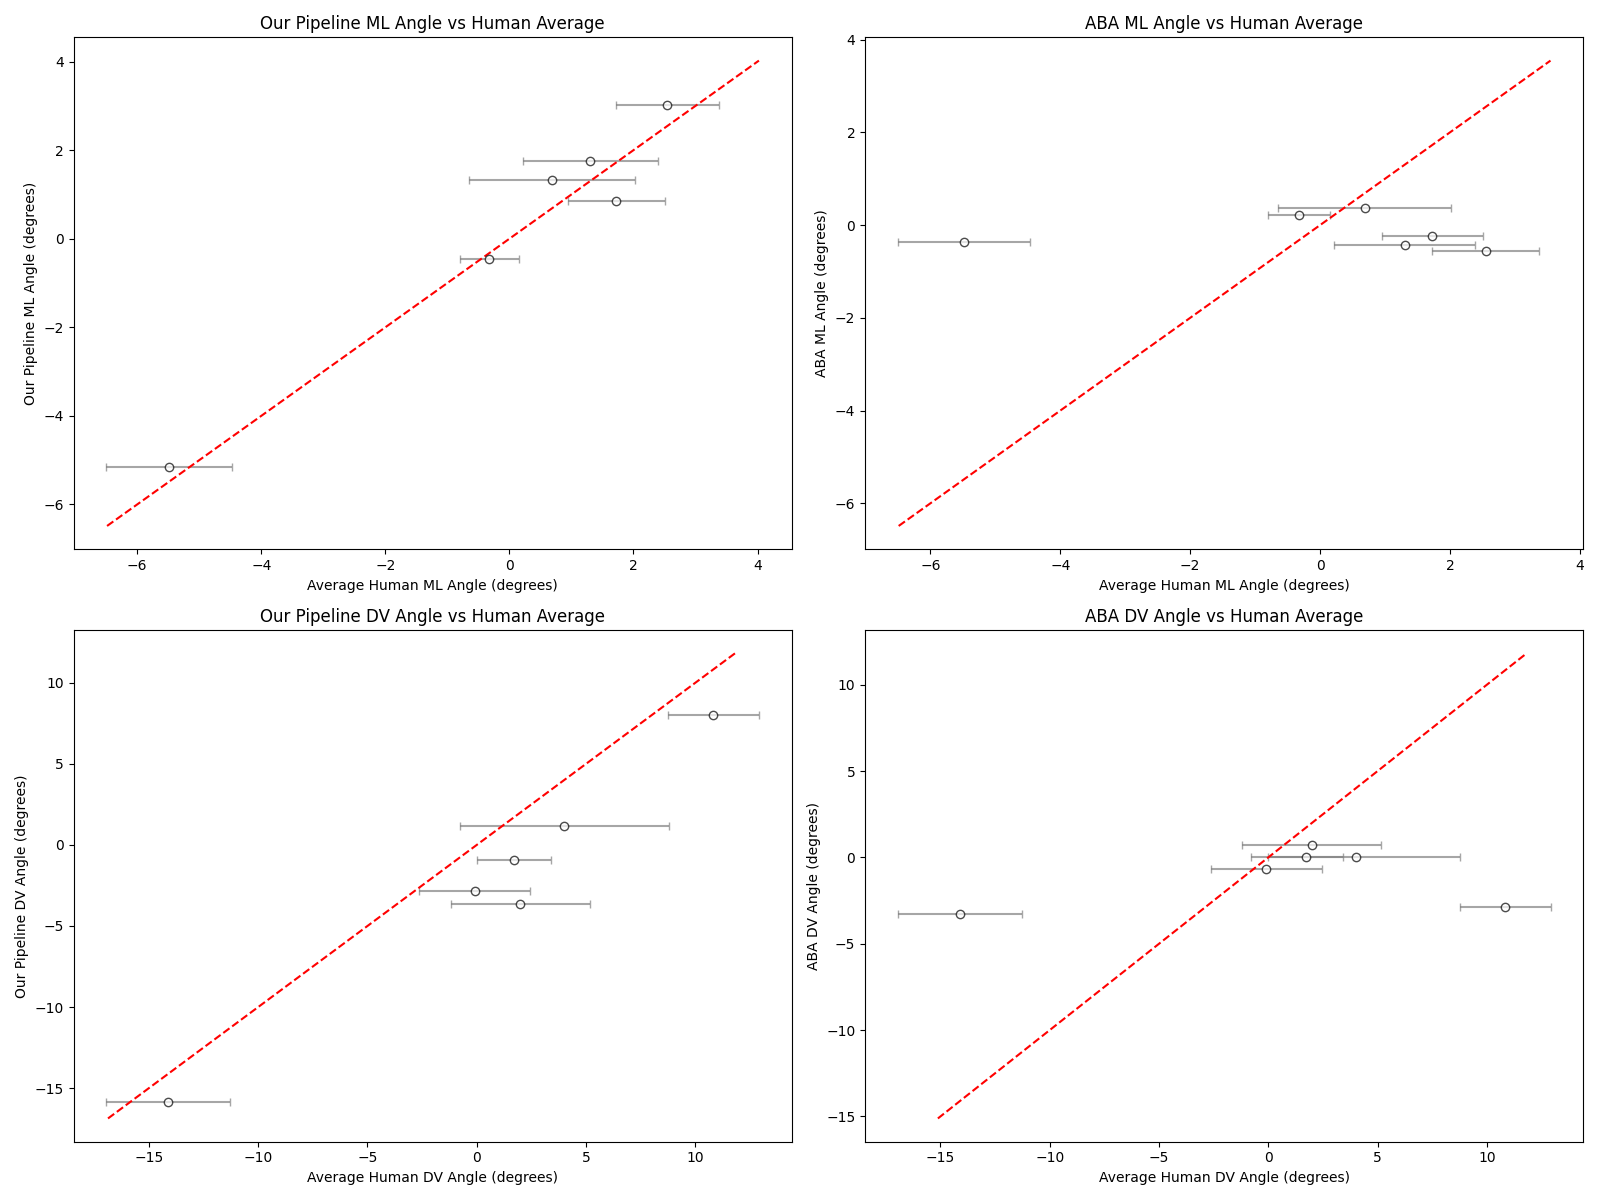 Our Pipeline ML Angle vs Human Average
Our Pipeline ML Angle (degrees)
4
2
0
−2
−4
−6
−6 −4 −2 0 2 4
Average Human ML Angle (degrees)
ABA ML Angle vs Human Average
ABA ML Angle (degrees)
4
2
0
−2
−4
−6
−6 −4 −2 0 2 4
Average Human ML Angle (degrees)
Our Pipeline DV Angle vs Human Average
Our Pipeline DV Angle (degrees)
10
5
0
−5
−10
−15
−15 −10 −5 0 5 10
Average Human DV Angle (degrees)
ABA DV Angle vs Human Average
ABA DV Angle (degrees)
10
5
0
−5
−10
−15
−15 −10 −5 0 5 10
Average Human DV Angle (degrees)